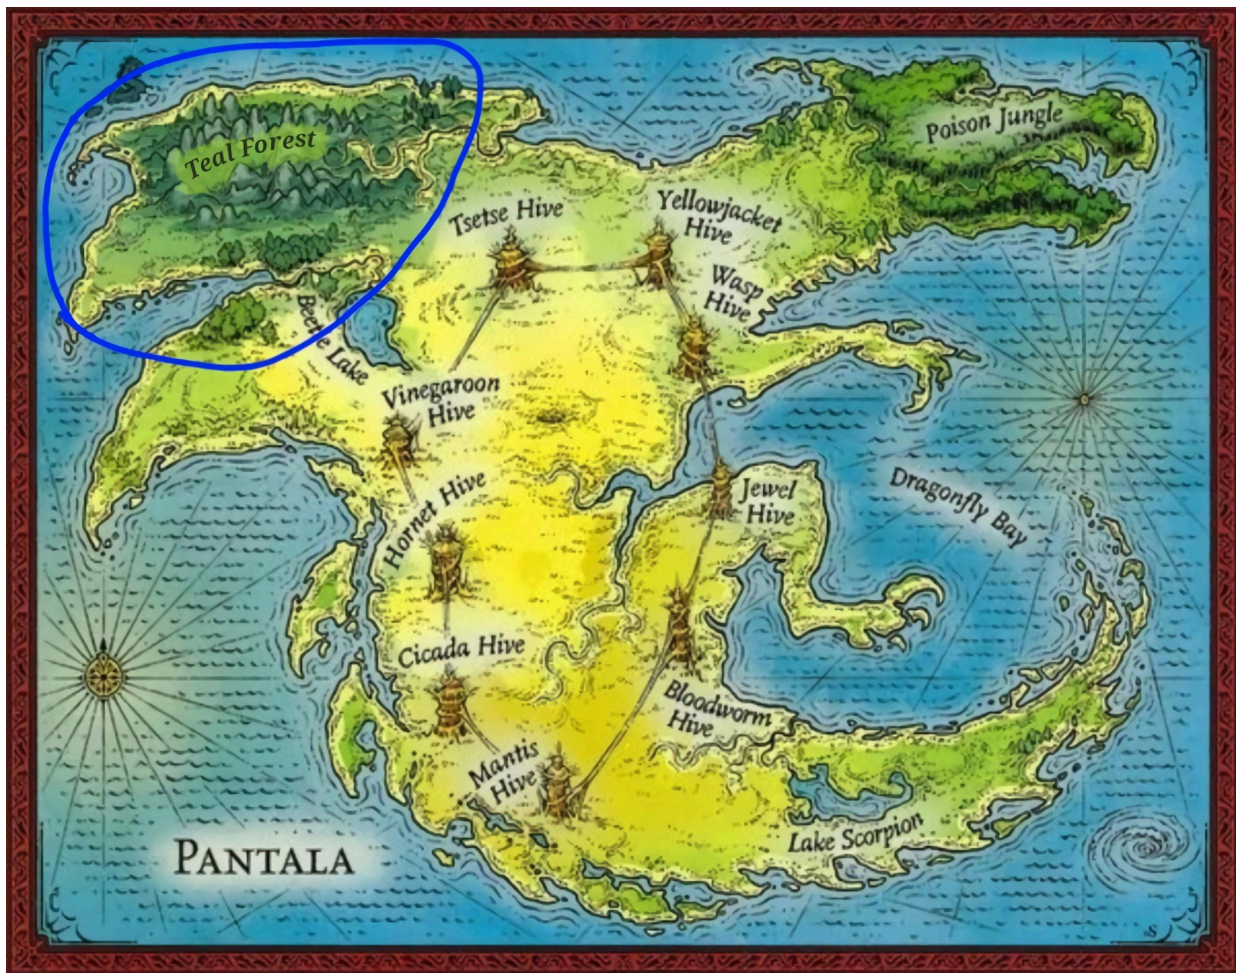 Teal Forest
Poison Jungle
Tsetse Hive
Yellowjacket
Hive
Wasp
Hive
Beetle Lake
Vinegaroon
Hive
Hornet Hive
Jewel
Hive
Dragonfly Bay
Cicada Hive
Bloodworm
Hive
Mantis
Hive
Lake Scorpion
PANTALA